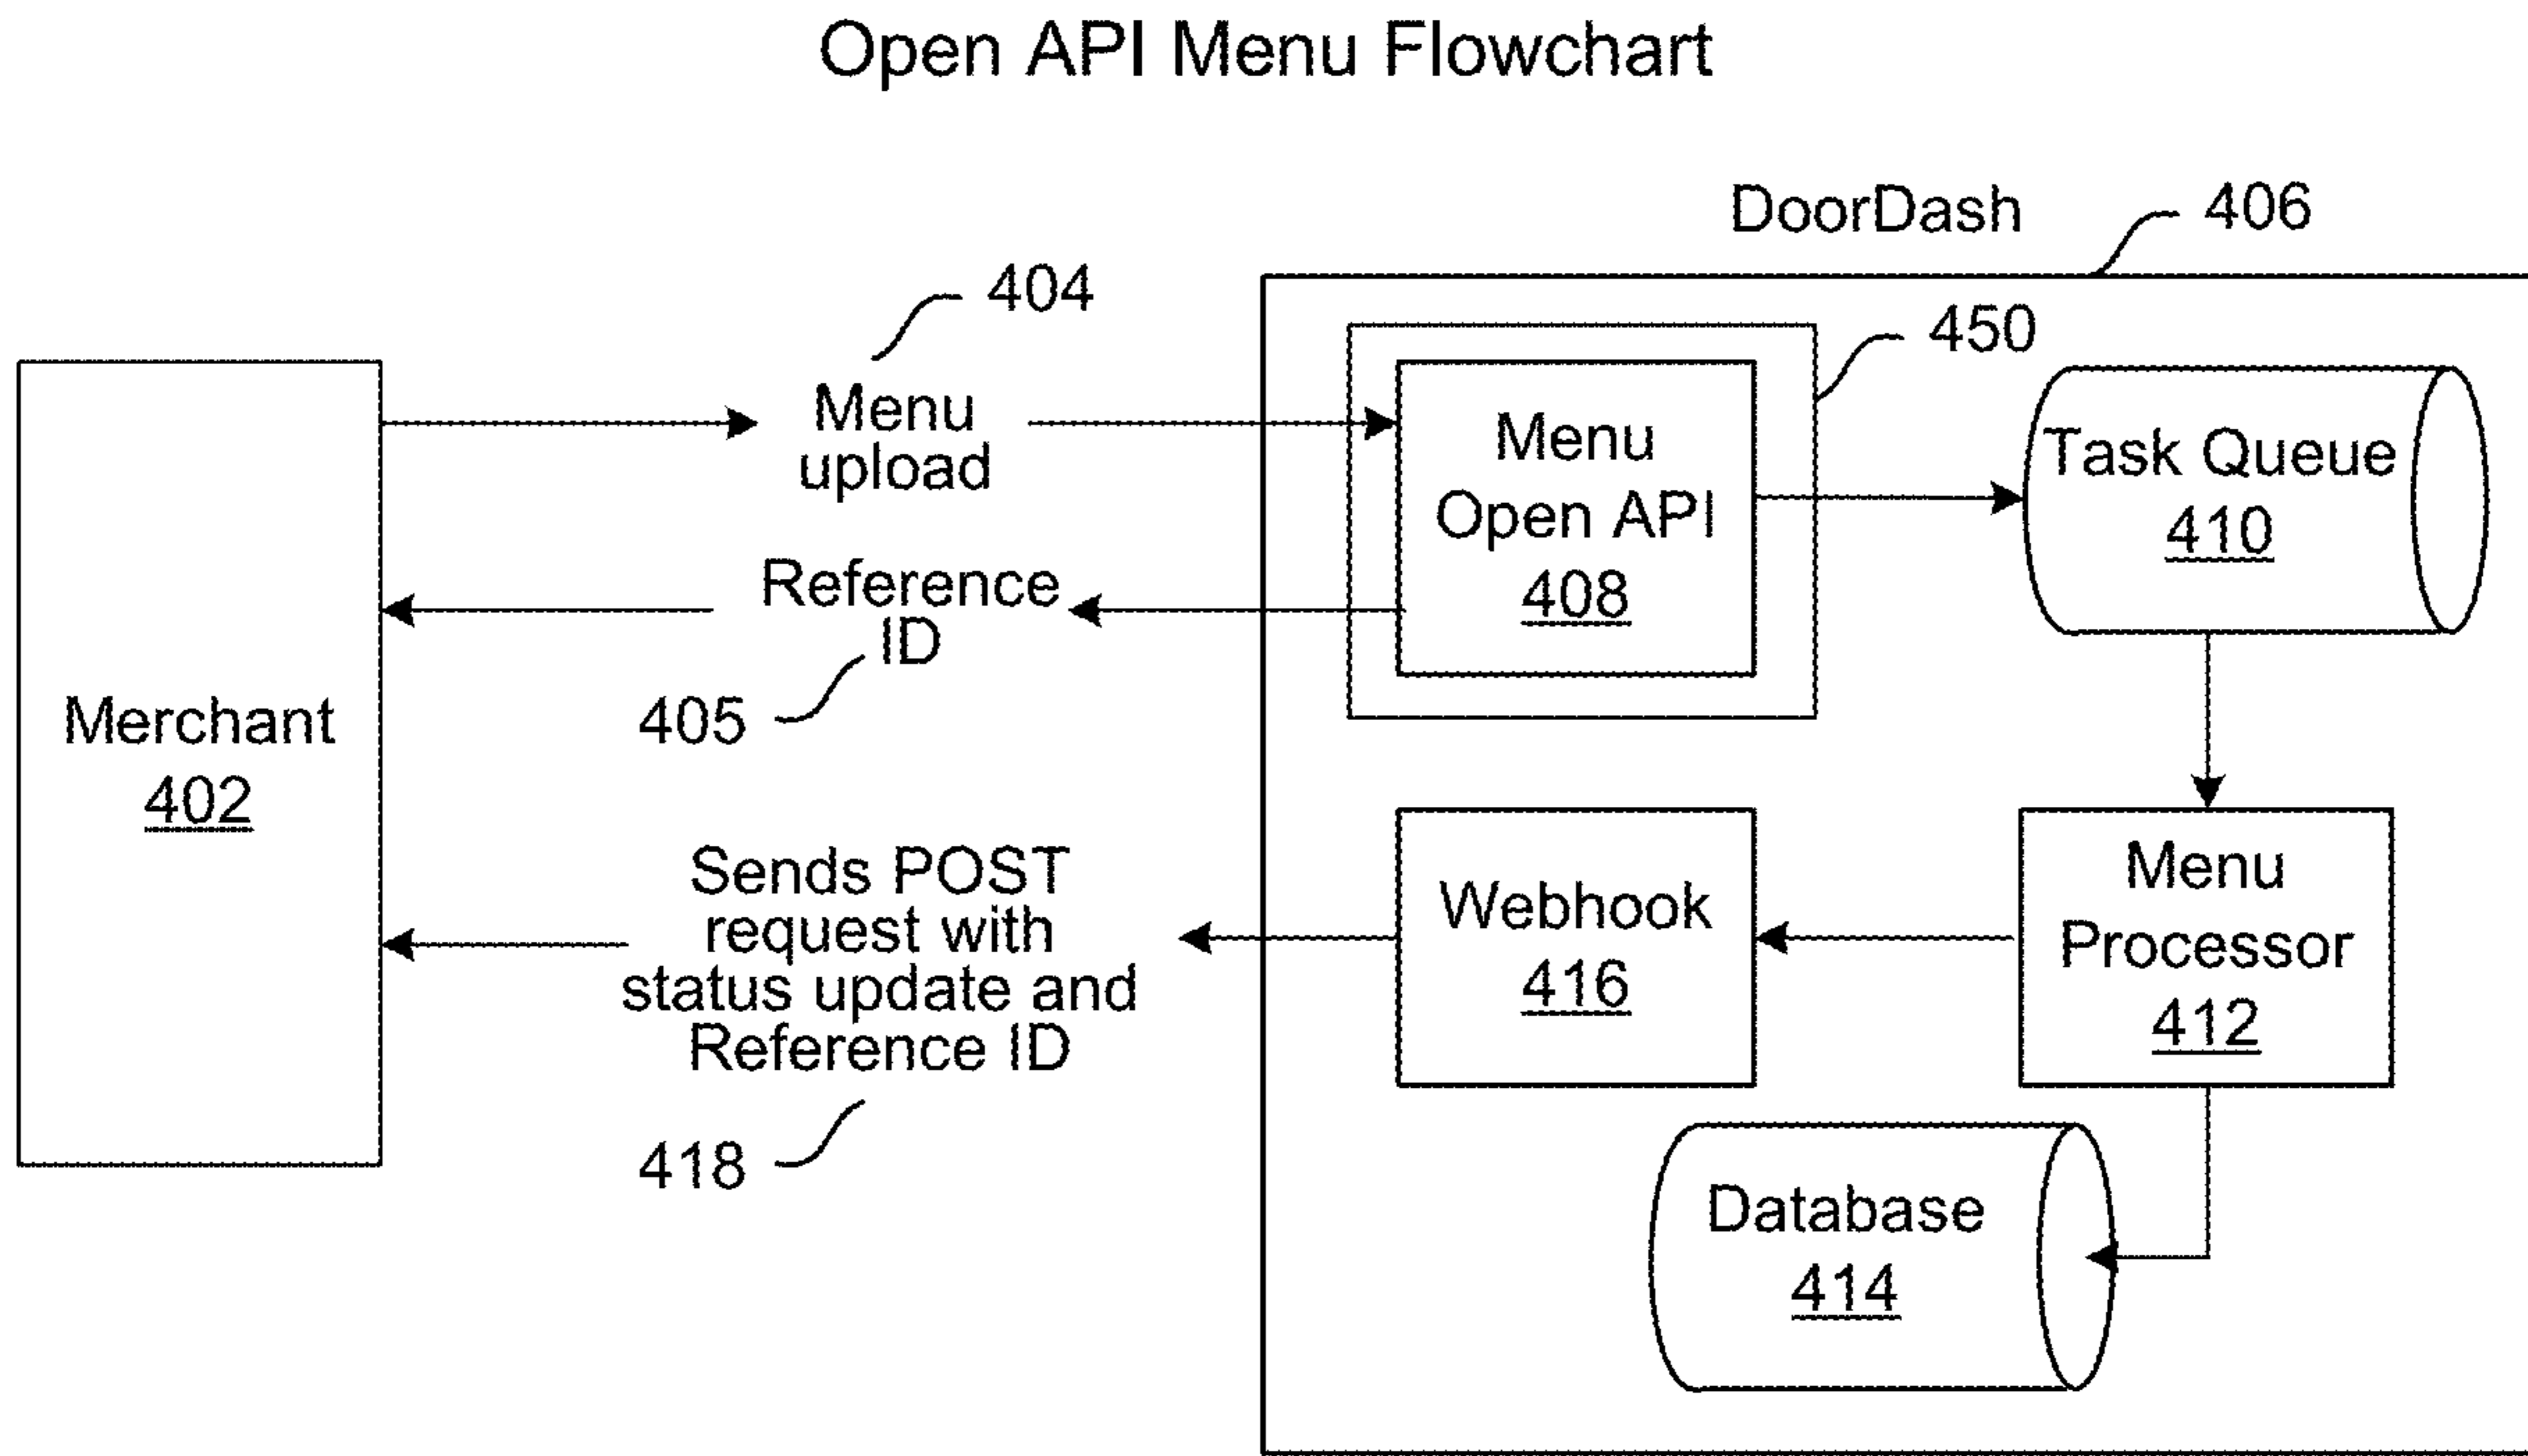 Open API Menu Flowchart
DoorDash
406
404
450
Menu
upload
Menu
Open API
408
Task Queue
410
Reference
ID
405
Merchant
402
Sends POST
request with
status update and
Reference ID
418
Webhook
416
Menu
Processor
412
Database
414